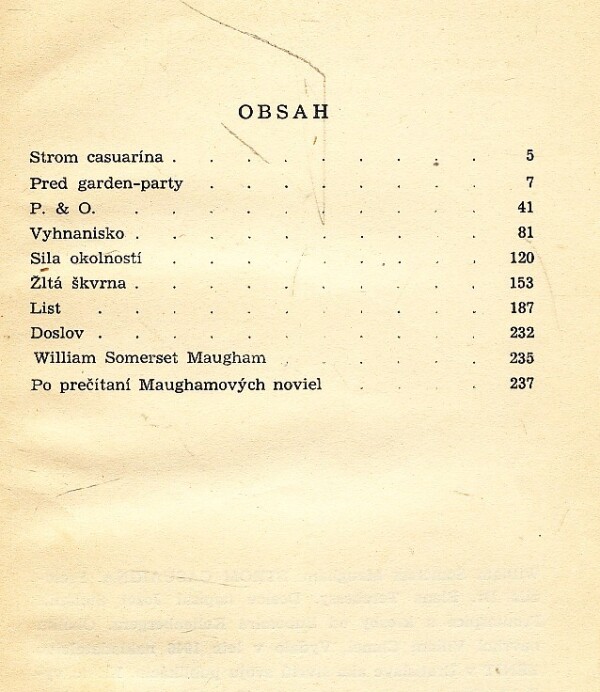 OBSAH
Strom casuarína . . . . . . . . . 5
Pred garden-party . . . . . . . . 7
P. & O. . . . . . . . . . . 41
Vyhnanisko . . . . . . . . . . 81
Sila okolností . . . . . . . . . 120
Žltá škvrna . . . . . . . . . . 153
List . . . . . . . . . . . 187
Doslov . . . . . . . . . . . 232
William Somerset Maugham . . . . . . 235
Po prečítaní Maughamových noviel . . . . 237